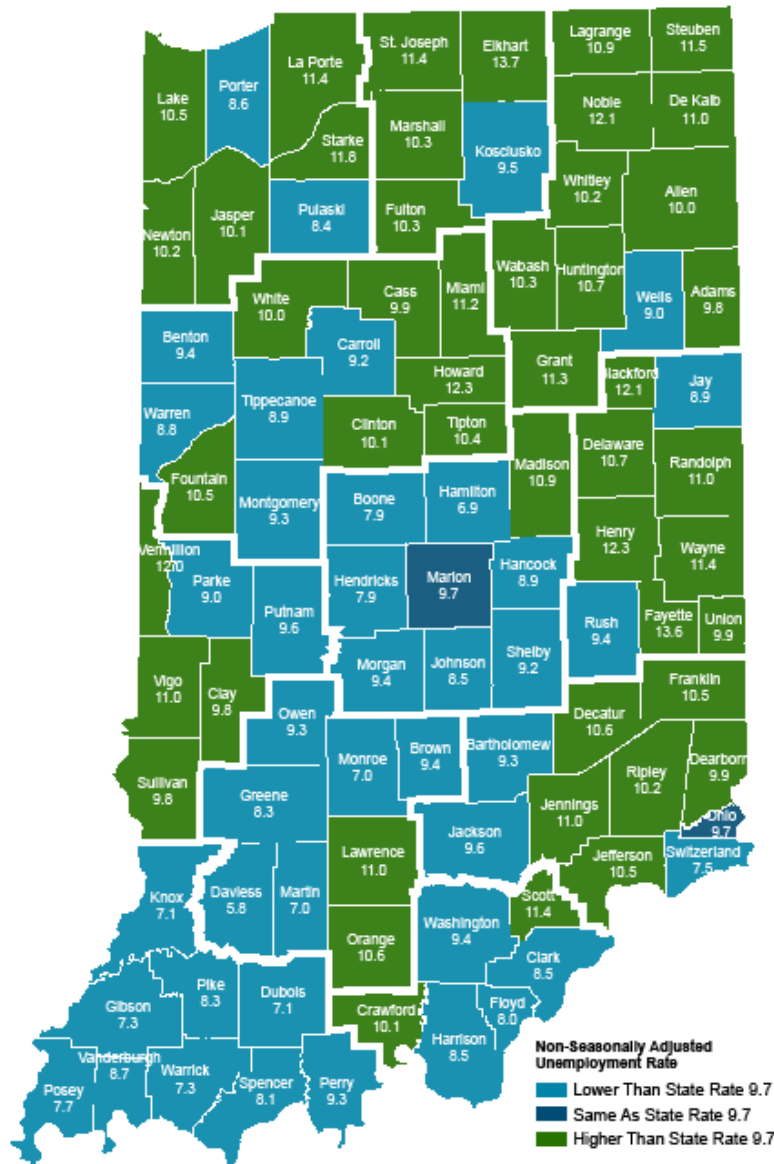 St. Joseph
11.4
Elkhart
13.7
Lagrange
10.9
Steuben
11.5
La Porte
11.4
Porter
8.6
Lake
10.5
Noble
12.1
De Kalb
11.0
Marshall
10.3
Starke
11.8
Kosciusko
9.5
Whitley
10.2
Allen
10.0
Pulaski
8.4
Fulton
10.3
Jasper
10.1
Newton
10.2
Wabash
10.3
Huntington
10.7
Wells
9.0
Adams
9.8
White
10.0
Cass
9.9
Miami
11.2
Benton
9.4
Carroll
9.2
Howard
12.3
Grant
11.3
Blackford
12.1
Jay
8.9
Warren
8.8
Tippecanoe
8.9
Clinton
10.1
Tipton
10.4
Madison
10.9
Delaware
10.7
Randolph
11.0
Fountain
10.5
Montgomery
9.3
Boone
7.9
Hamilton
6.9
Henry
12.3
Wayne
11.4
Vermillion
12.0
Parke
9.0
Putnam
9.6
Hendricks
7.9
Marion
9.7
Hancock
8.9
Rush
9.4
Fayette
13.6
Union
9.9
Vigo
11.0
Clay
9.8
Morgan
9.4
Johnson
8.5
Shelby
9.2
Franklin
10.5
Owen
9.3
Decatur
10.6
Sullivan
9.8
Greene
8.3
Monroe
7.0
Brown
9.4
Bartholomew
9.3
Ripley
10.2
Dearborn
9.9
Jennings
11.0
Ohio
9.7
Switzerland
7.5
Jackson
9.6
Lawrence
11.0
Jefferson
10.5
Knox
7.1
Daviess
5.8
Martin
7.0
Scott
11.4
Washington
9.4
Orange
10.6
Clark
8.5
Pike
8.3
Dubois
7.1
Gibson
7.3
Crawford
10.1
Floyd
8.0
Harrison
8.5
Vanderburgh
8.7
Warrick
7.3
Posey
7.7
Spencer
8.1
Perry
9.3
Non-Seasonally Adjusted
Unemployment Rate
Lower Than State Rate 9.7
Same As State Rate 9.7
Higher Than State Rate 9.7